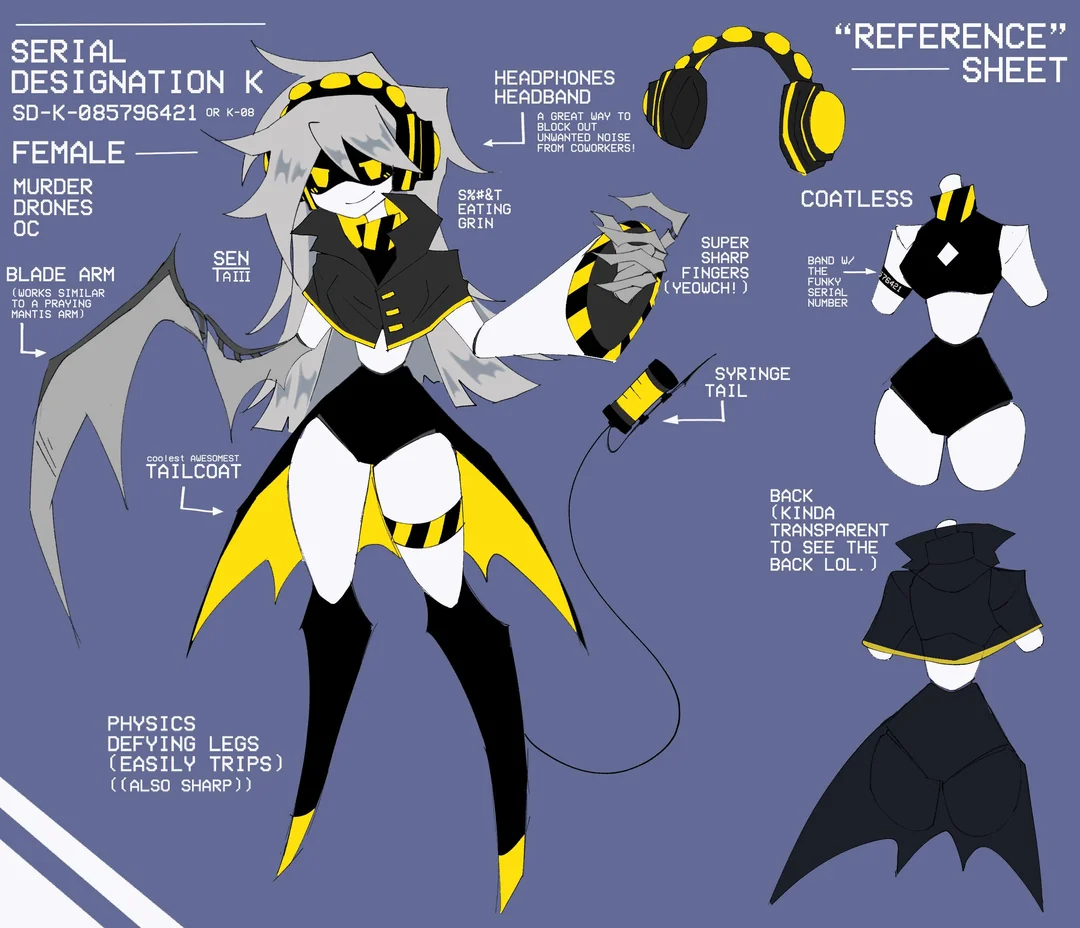 SERIAL
DESIGNATION K
SD-K-085796421 OR K-08
FEMALE
MURDER
DRONES
OC
"REFERENCE"
SHEET
HEADPHONES
HEADBAND
A GREAT WAY TO
BLOCK OUT
UNWANTED NOISE
FROM COWORKERS!
S%#&T
EATING
GRIN
SEN
TAIII
BLADE ARM
(WORKS SIMILAR
TO A PRAYING
MANTIS ARM)
SUPER
SHARP
FINGERS
(YEOWCH!)
COATLESS
BAND W/
THE
FUNKY
SERIAL
NUMBER
76421
SYRINGE
TAIL
coolest AWESOMEST
TAILCOAT
BACK
(KINDA
TRANSPARENT
TO SEE THE
BACK LOL.)
PHYSICS
DEFYING LEGS
(EASILY TRIPS)
((ALSO SHARP))